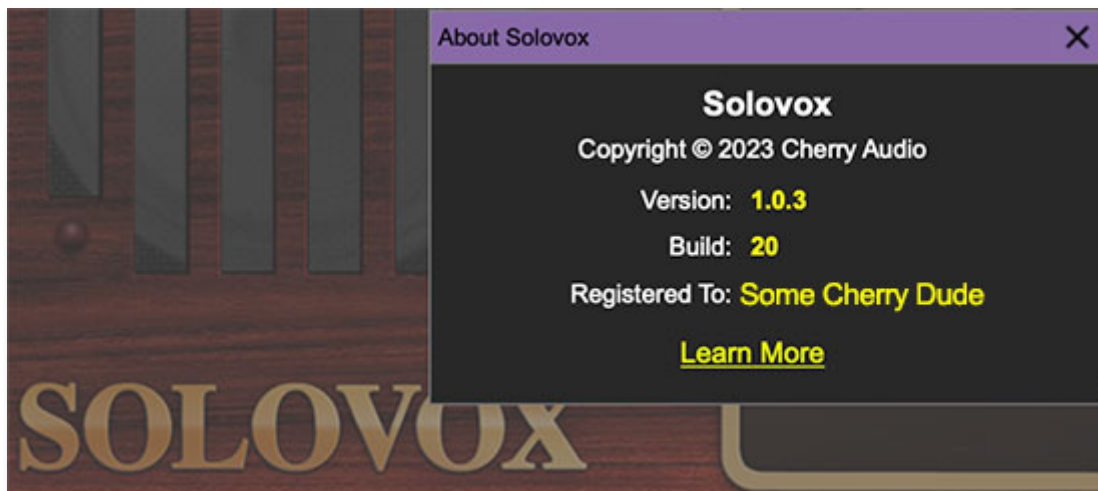 About Solovox
Solovox
Copyright © 2023 Cherry Audio
Version: 1.0.3
Build: 20
Registered To: Some Cherry Dude
Learn More
SOLOVOX